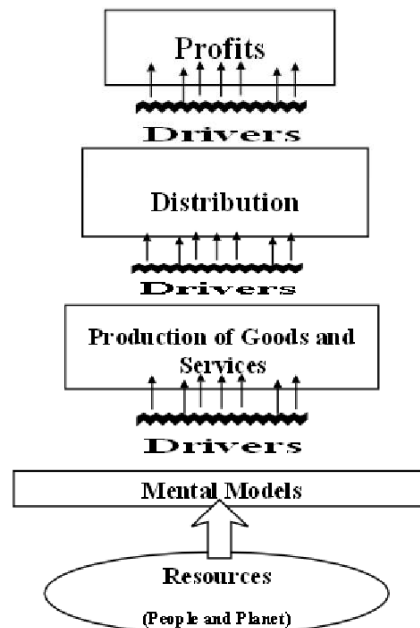 Profits
Drivers
Distribution
Drivers
Production of Goods and
Services
Drivers
Mental Models
Resources
(People and Planet)